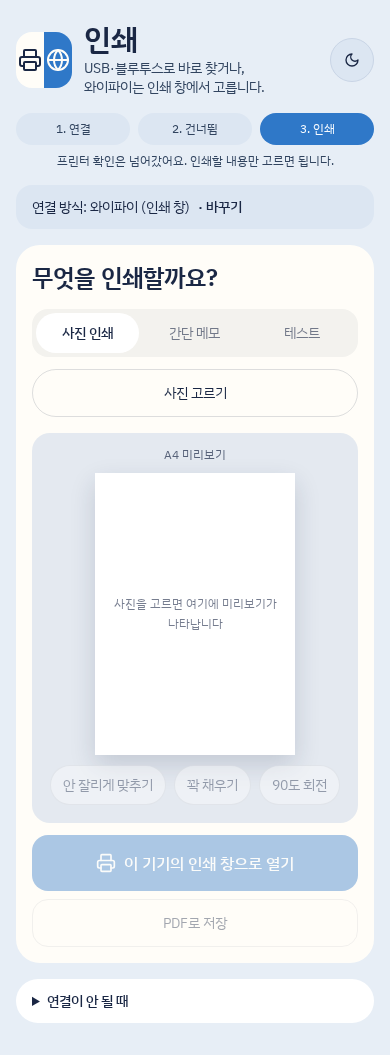 인쇄
USB·블루투스로 바로 찾거나,
와이파이는 인쇄 창에서 고릅니다.
1. 연결
2. 건너뜀
3. 인쇄
프린터 확인은 넘어갔어요. 인쇄할 내용만 고르면 됩니다.
연결 방식: 와이파이 (인쇄 창) · 바꾸기
무엇을 인쇄할까요?
사진 인쇄
간단 메모
테스트
사진 고르기
A4 미리보기
사진을 고르면 여기에 미리보기가
나타납니다
안 잘리게 맞추기
꽉 채우기
90도 회전
이 기기의 인쇄 창으로 열기
PDF로 저장
연결이 안 될 때